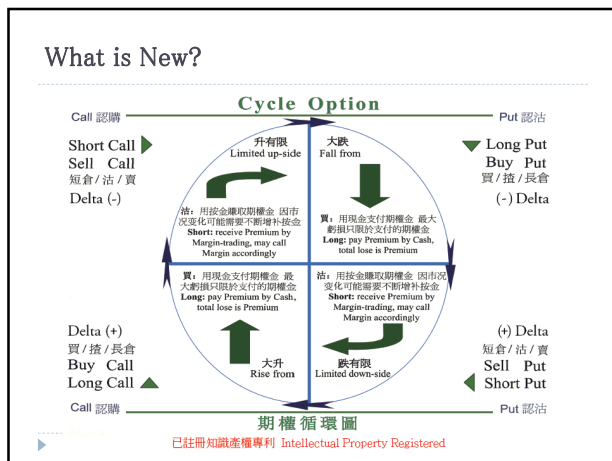 What is New?
Cycle Option
Call 認購
Put 認沽
Short Call
Sell Call
短倉/沽/賣
Delta (-)
升有限
Limited up-side
沽：用按金賺取期權金 因市
況变化可能需要不断增补按金
Short: receive Premium by
Margin-trading, may call
Margin accordingly
大跌
Fall from
買：用現金支付期權金 最大
虧損只限於支付的期權金
Long: pay Premium by Cash,
total lose is Premium
Long Put
Buy Put
買/揸/長倉
(-) Delta
買：用現金支付期權金 最
大虧損只限於支付的期權金
Long: pay Premium by Cash,
total lose is Premium
大升
Rise from
沽：用按金賺取期權金 因市况
变化可能需要不断增补按金
Short: receive Premium by
Margin-trading, may call
Margin accordingly
跌有限
Limited down-side
Delta (+)
買/揸/長倉
Buy Call
Long Call
(+) Delta
短倉/沽/賣
Sell Put
Short Put
Call 認購
Put 認沽
期權循環圖
已註冊知識產權專利 Intellectual Property Registered